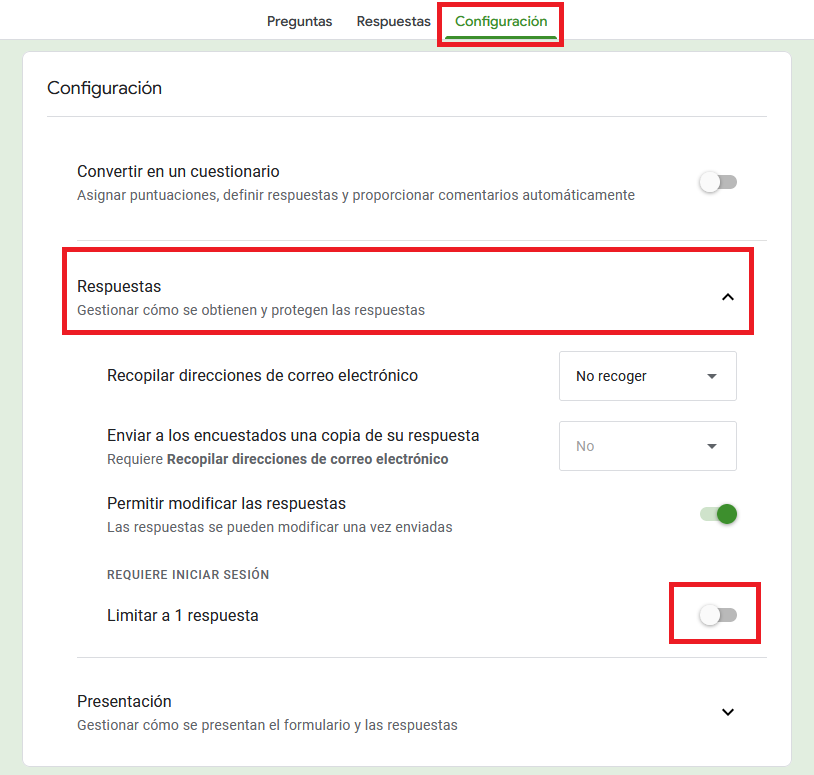 Preguntas Respuestas Configuración
Configuración
Convertir en un cuestionario
Asignar puntuaciones, definir respuestas y proporcionar comentarios automáticamente
Respuestas
Gestionar cómo se obtienen y protegen las respuestas
Recopilar direcciones de correo electrónico
No recoger
Enviar a los encuestados una copia de su respuesta
Requiere Recopilar direcciones de correo electrónico
No
Permitir modificar las respuestas
Las respuestas se pueden modificar una vez enviadas
REQUIERE INICIAR SESIÓN
Limitar a 1 respuesta
Presentación
Gestionar cómo se presentan el formulario y las respuestas